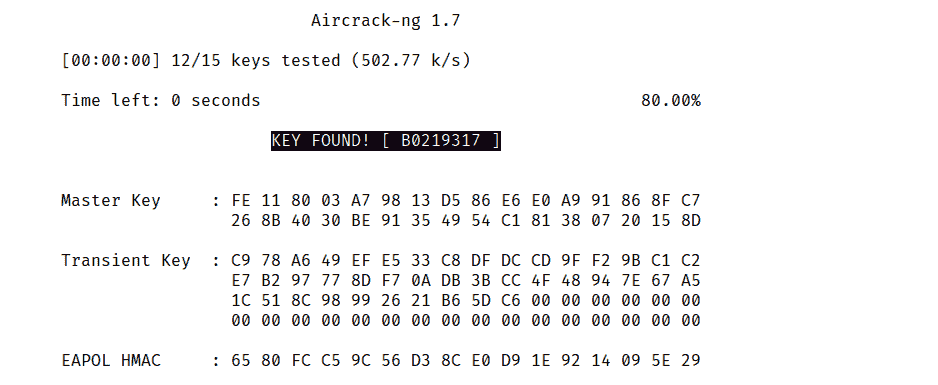 Aircrack-ng 1.7
[00:00:00] 12/15 keys tested (502.77 k/s)
Time left: 0 seconds 80.00%
KEY FOUND! [ B0219317 ]
Master Key : FE 11 80 03 A7 98 13 D5 86 E6 E0 A9 91 86 8F C7
26 8B 40 30 BE 91 35 49 54 C1 81 38 07 20 15 8D
Transient Key : C9 78 A6 49 EF E5 33 C8 DF DC CD 9F F2 9B C1 C2
E7 B2 97 77 8D F7 0A DB 3B CC 4F 48 94 7E 67 A5
1C 51 8C 98 99 26 21 B6 5D C6 00 00 00 00 00 00
00 00 00 00 00 00 00 00 00 00 00 00 00 00 00 00
EAPOL HMAC : 65 80 FC C5 9C 56 D3 8C E0 D9 1E 92 14 09 5E 29